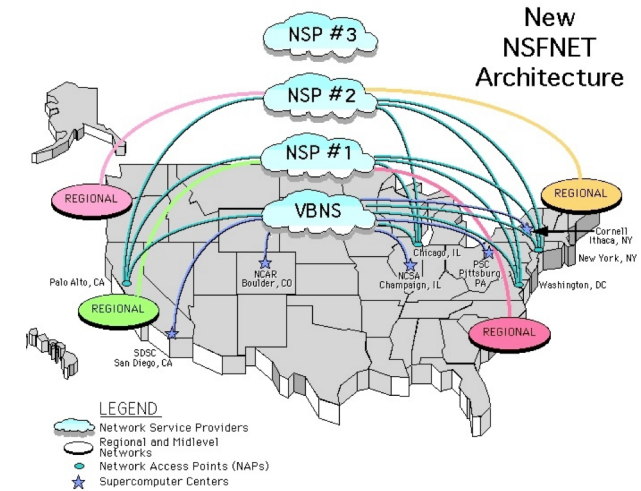 New
NSFNET
Architecture
NSP #3
NSP #2
NSP #1
VBNS
REGIONAL
REGIONAL
REGIONAL
REGIONAL
Cornell
Ithaca, NY
New York, NY
Washington, DC
Chicago, IL
PSC
Pittsburg
PA
NCSA
Champaign, IL
NCAR
Boulder, CO
Palo Alto, CA
SDSC
San Diego, CA
LEGEND
Network Service Providers
Regional and Midlevel
Networks
Network Access Points (NAPs)
Supercomputer Centers